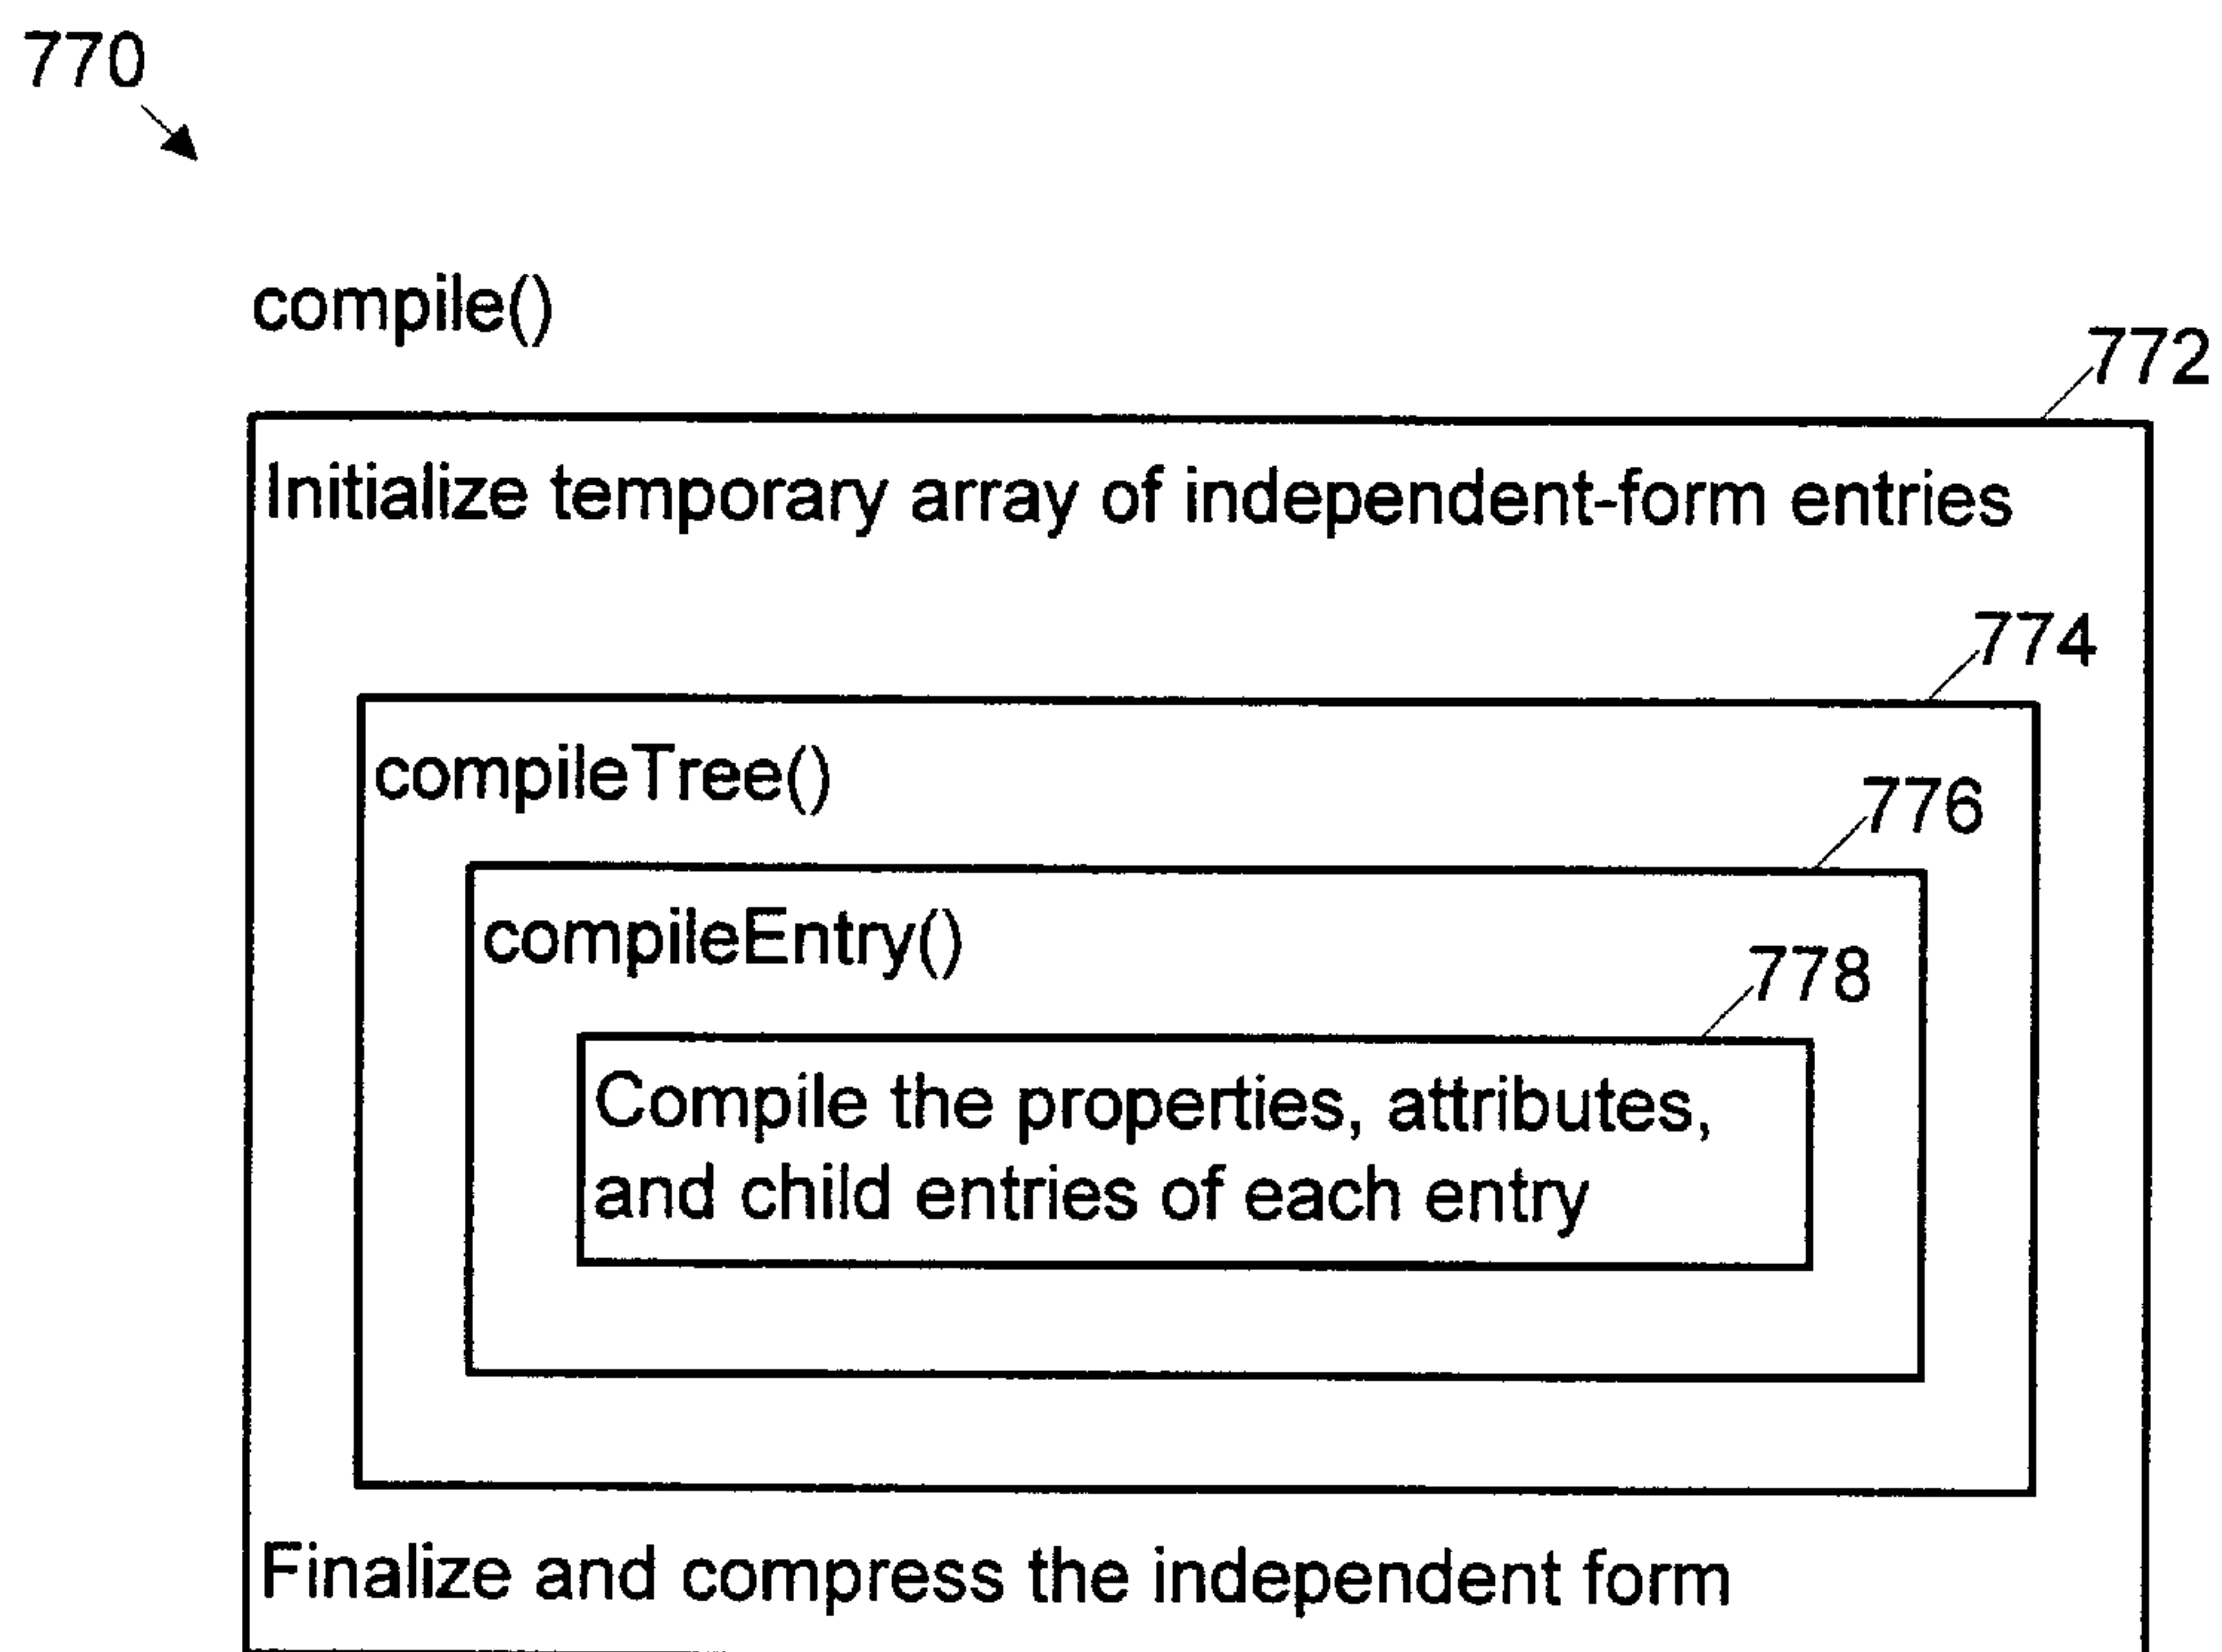 770
compile()
772
Initialize temporary array of independent-form entries
774
compileTree()
776
compileEntry()
778
Compile the properties, attributes,
and child entries of each entry
Finalize and compress the independent form